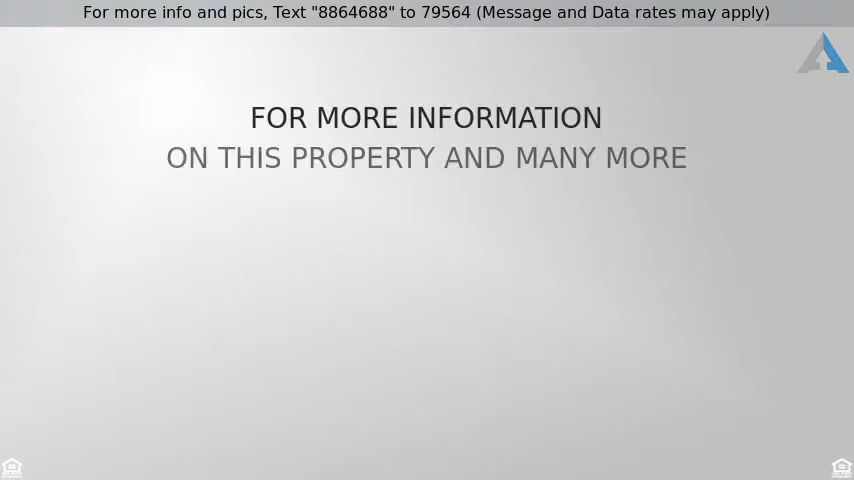 For more info and pics, Text "8864688" to 79564 (Message and Data rates may apply)
FOR MORE INFORMATION
ON THIS PROPERTY AND MANY MORE